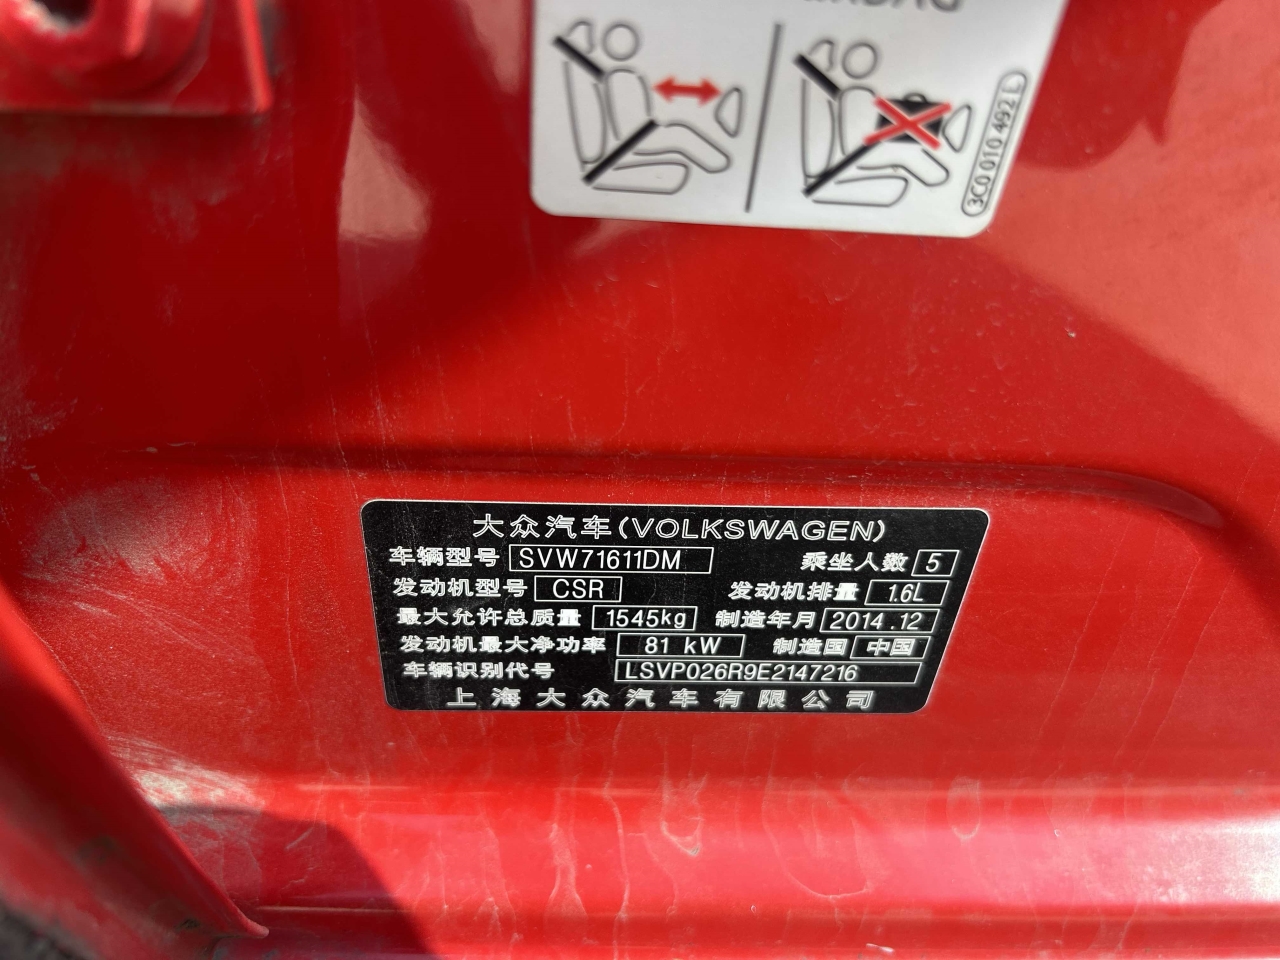 3C0 010 492 L
大众汽车(VOLKSWAGEN)
车辆型号 SVW71611DM 乘坐人数 5
发动机型号 CSR 发动机排量 1.6L
最大允许总质量 1545kg 制造年月 2014.12
发动机最大净功率 81 kW 制造国 中国
车辆识别代号 LSVP026R9E2147216
上海大众汽车有限公司